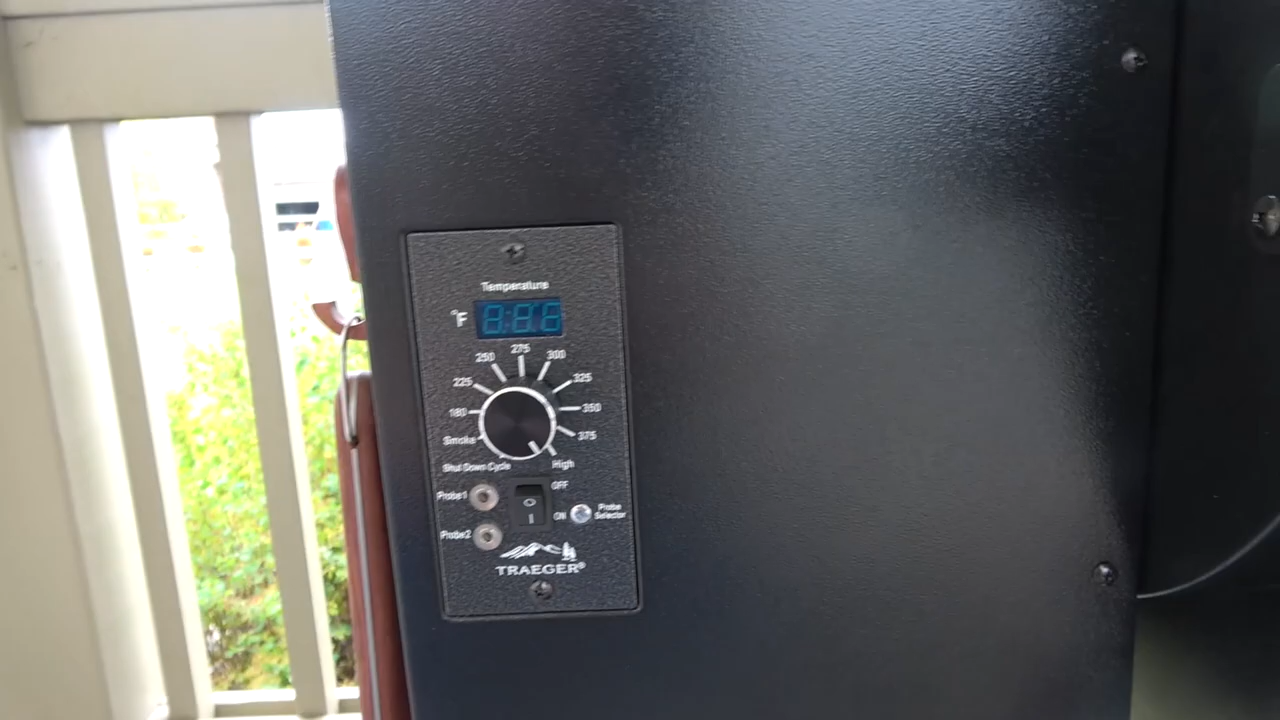 Temperature
°F
250 275 300
225 325
180 350
Smoke 375
Shut Down Cycle High
OFF
Probe1
ON Probe Selector
Probe2
TRAEGER®